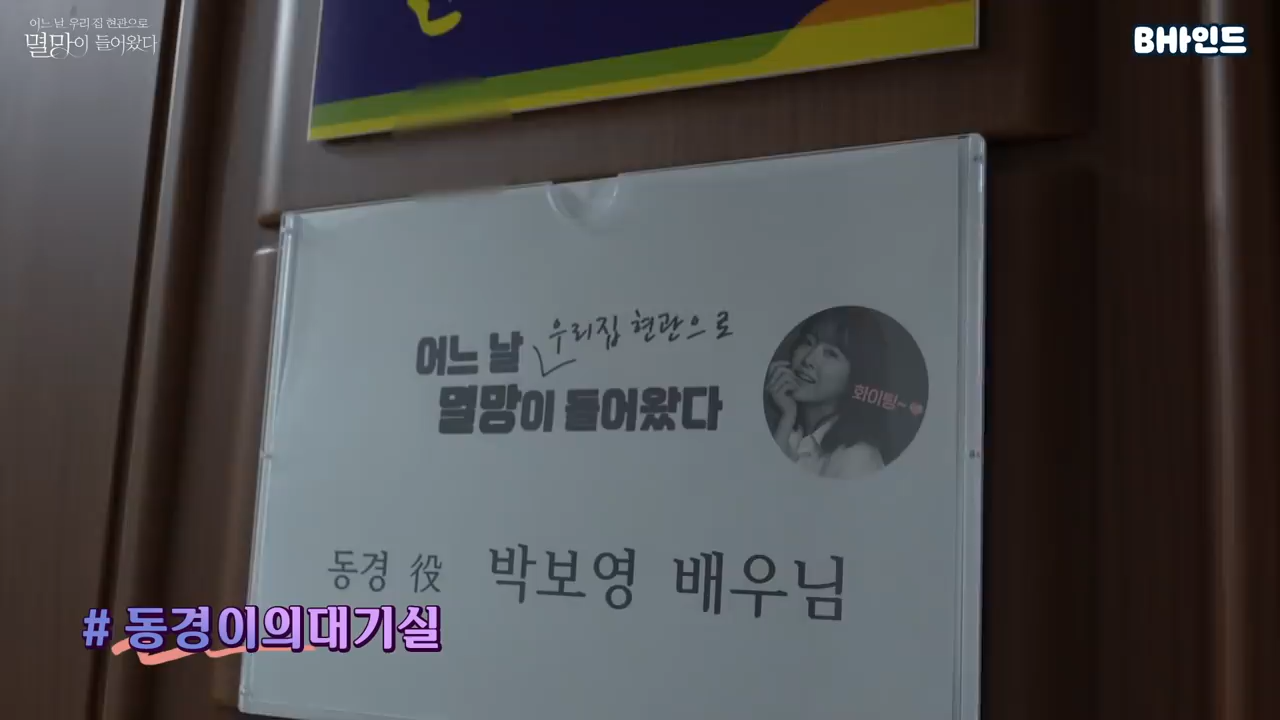 어느 날 우리 집 현관으로
멸망이 들어왔다
BH바인드
어느 날 우리집 현관으로
멸망이 들어왔다
화이팅~
동경 役 박보영 배우님
# 동경이의대기실